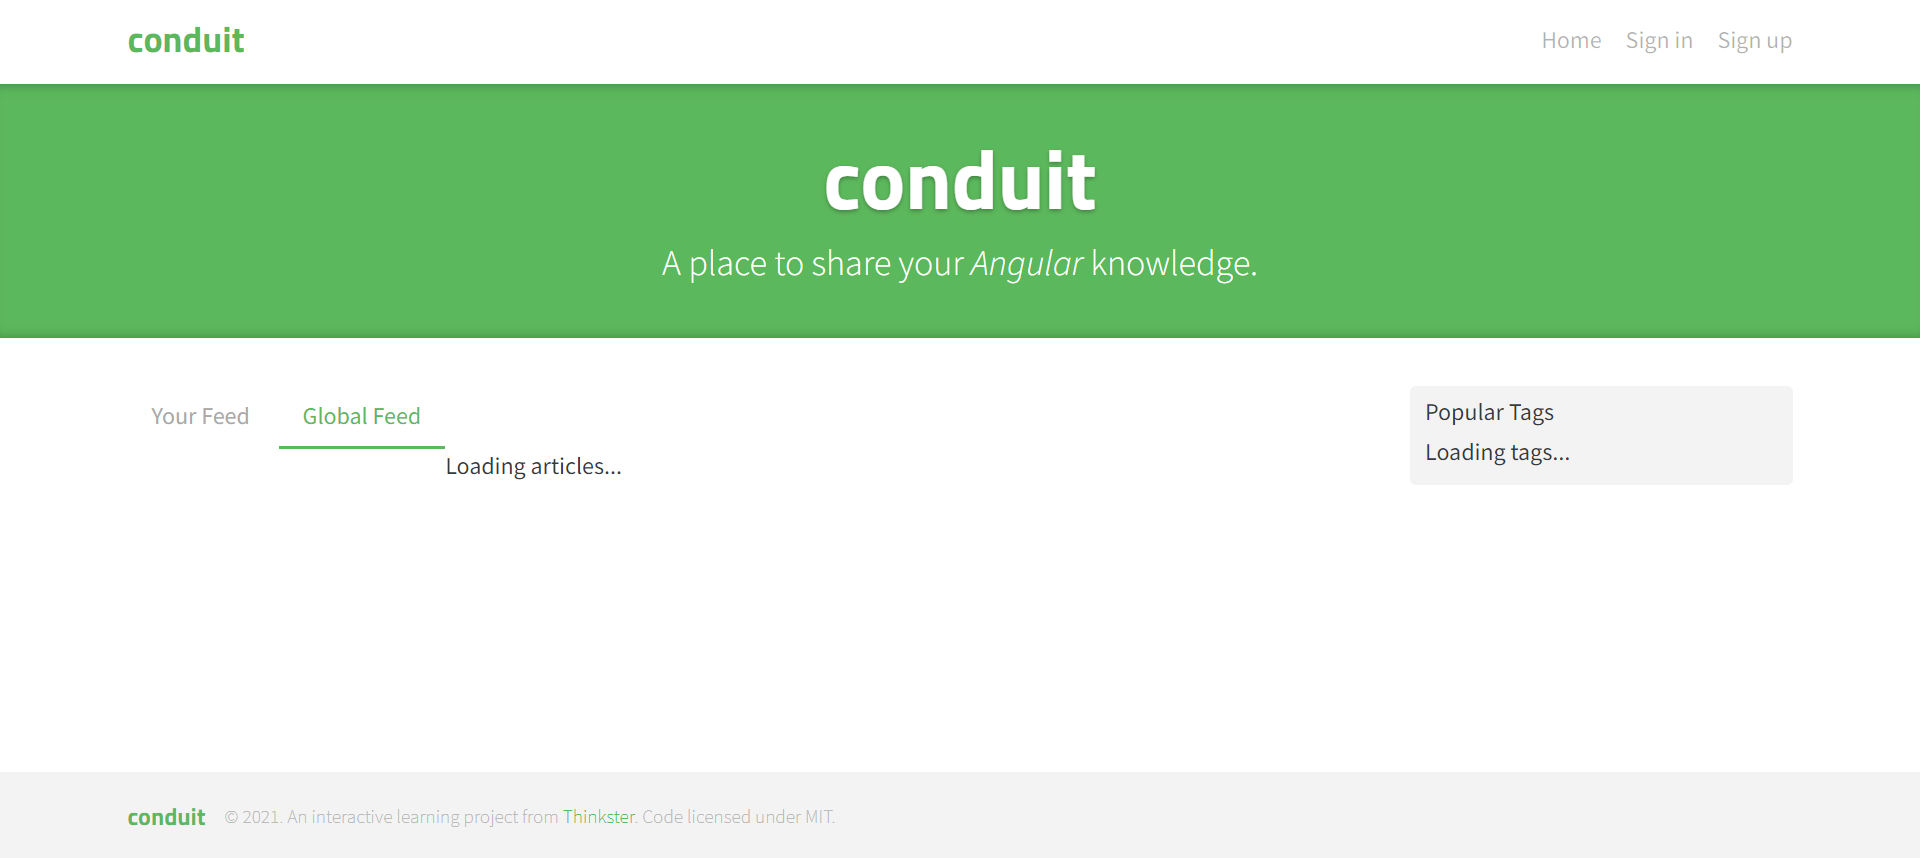 conduit
Home Sign in Sign up
conduit
A place to share your Angular knowledge.
Your Feed Global Feed
Loading articles...
Popular Tags
Loading tags...
conduit © 2021. An interactive learning project from Thinkster. Code licensed under MIT.